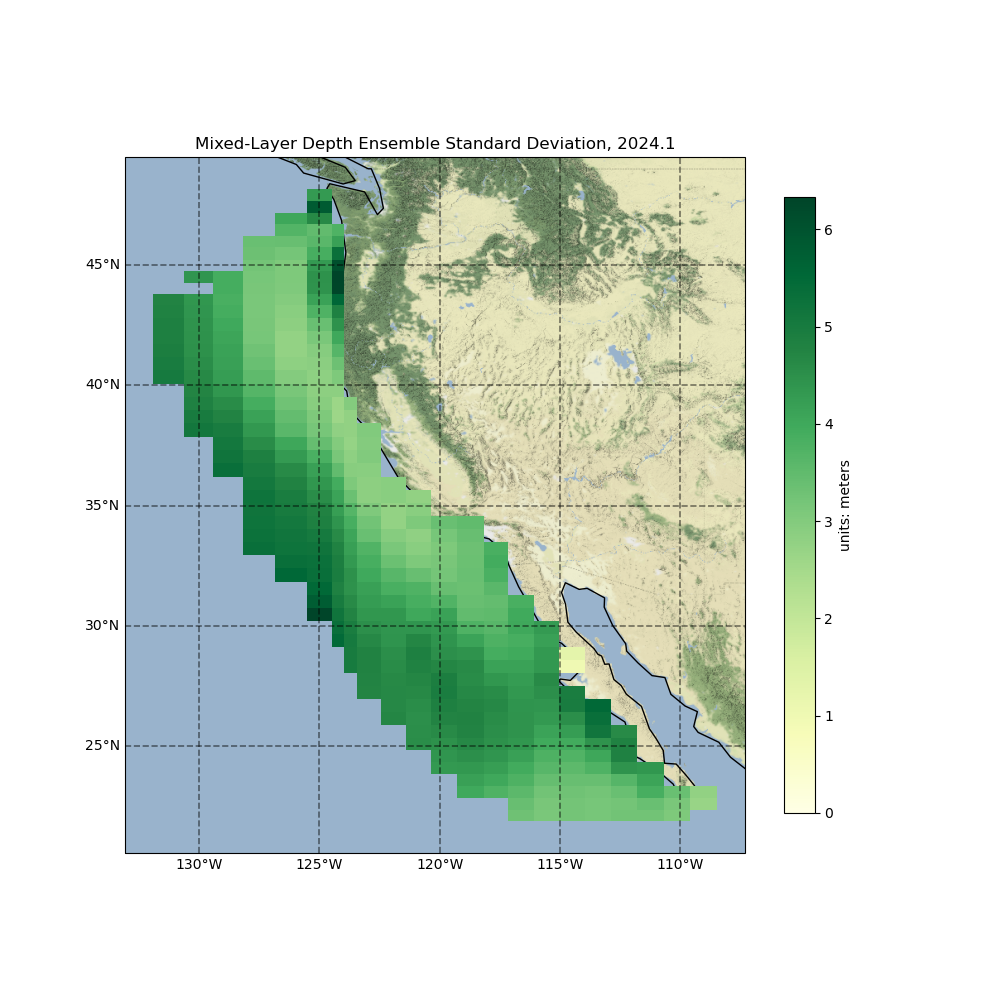 Mixed-Layer Depth Ensemble Standard Deviation, 2024.1
45°N
40°N
35°N
30°N
25°N
130°W
125°W
120°W
115°W
110°W
6
5
4
3
2
1
0
units: meters